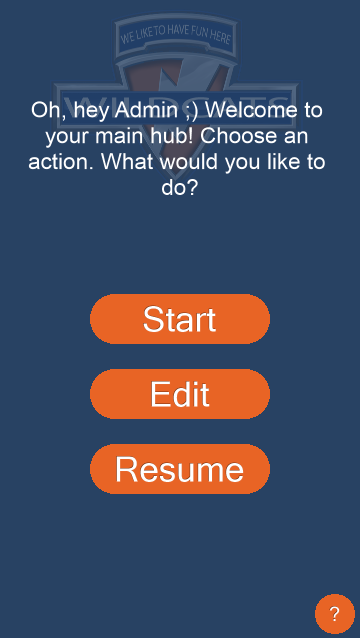 WE LIKE TO HAVE FUN HERE
WILDCATS
Oh, hey Admin ;) Welcome to
your main hub! Choose an
action. What would you like to
do?
Start
Edit
Resume
?